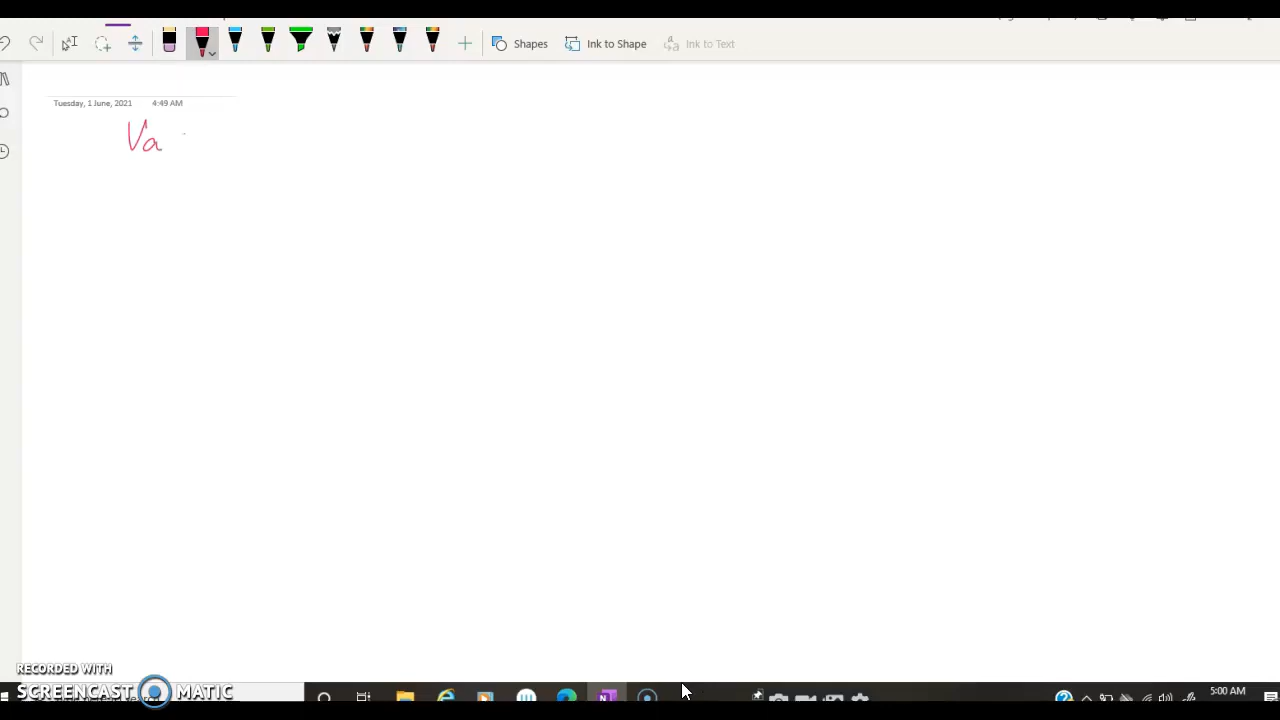 Shapes Ink to Shape Ink to Text
Tuesday, 1 June, 2021 4:49 AM
Va
RECORDED WITH
SCREENCAST MATIC
5:00 AM